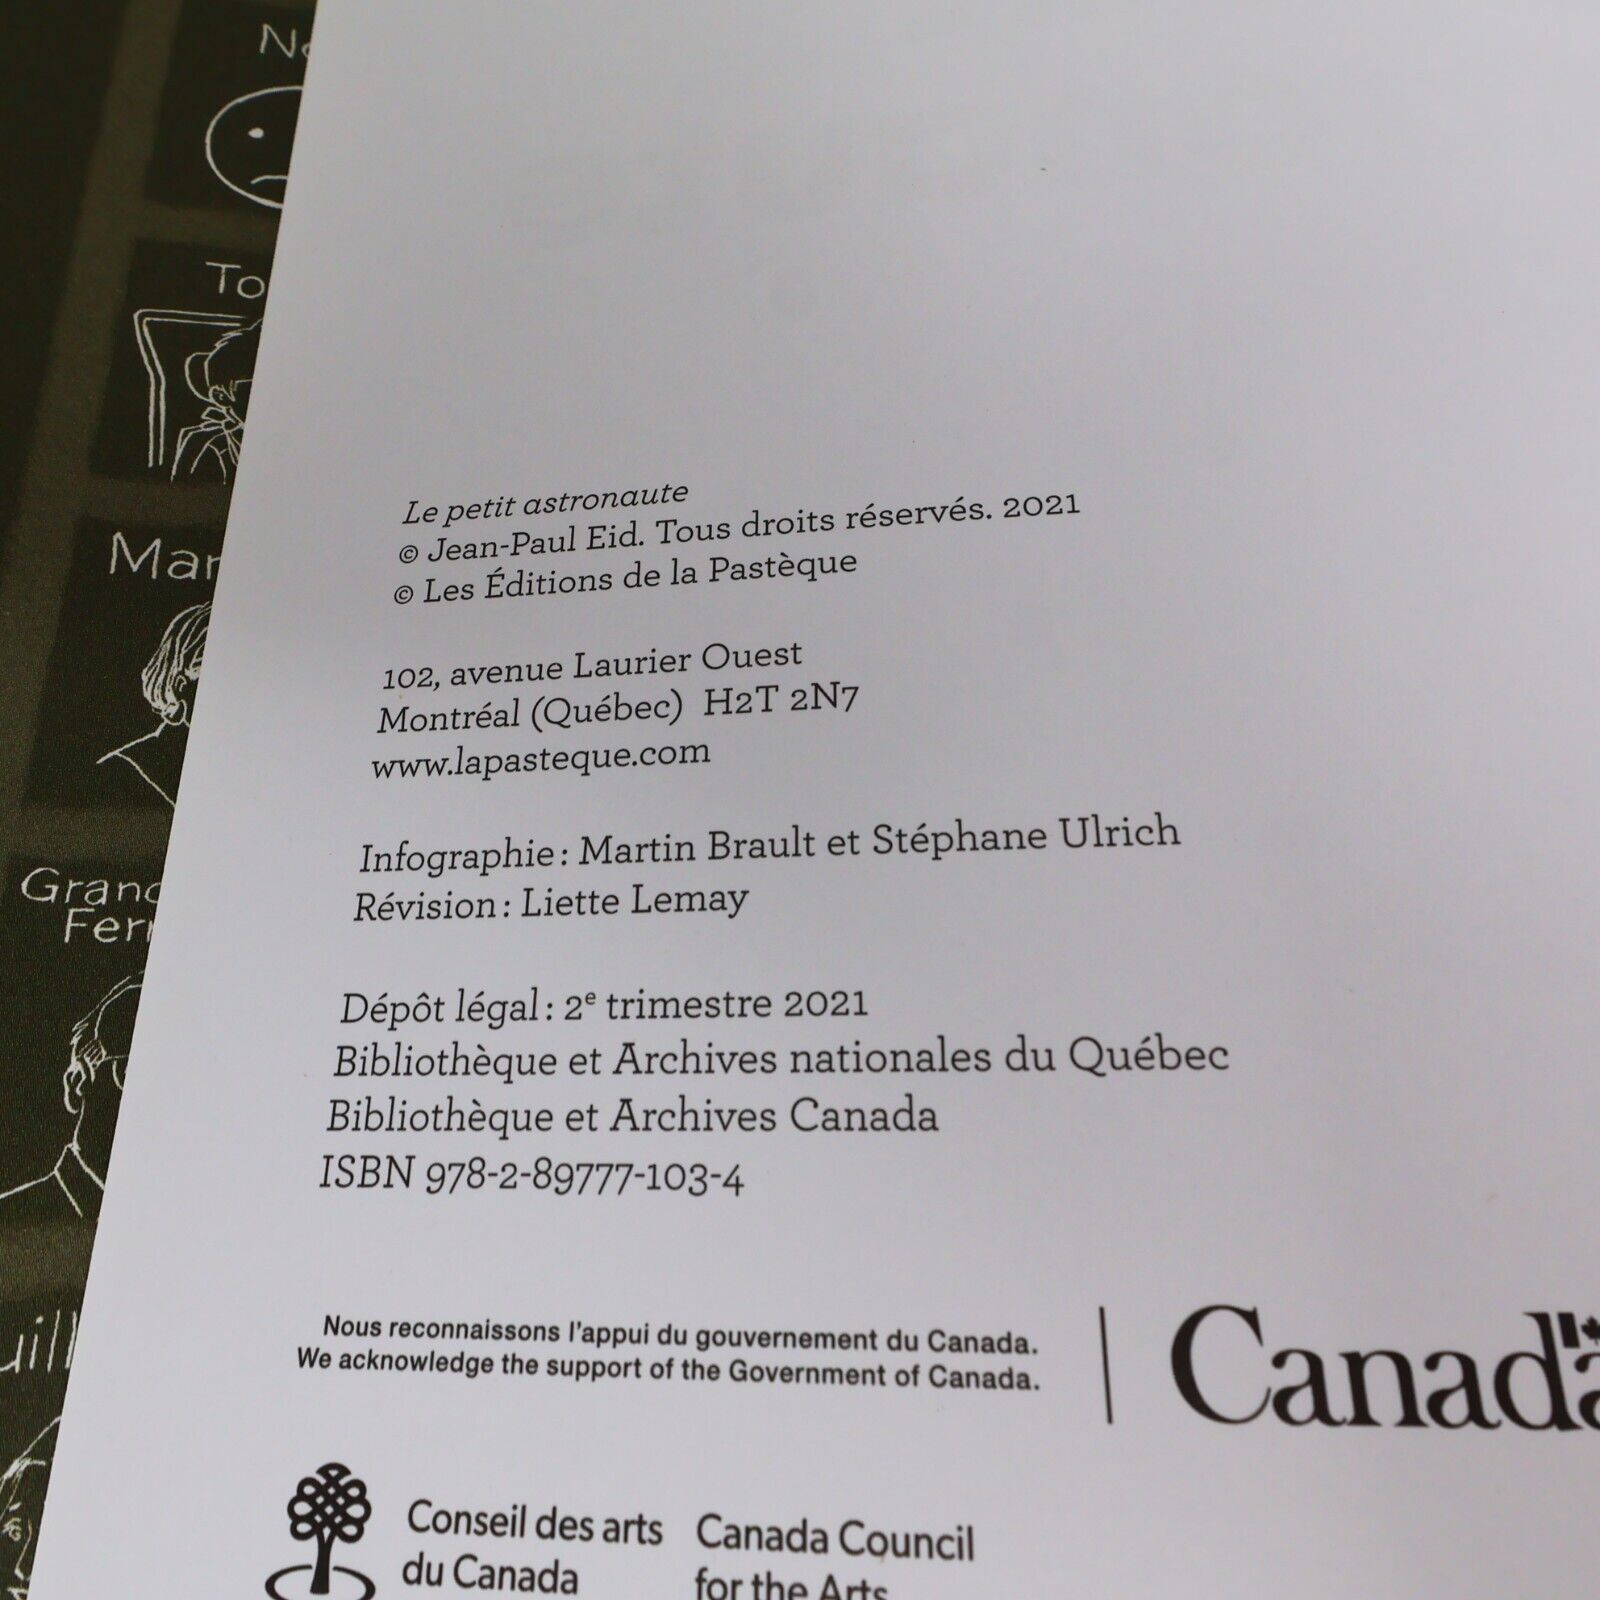 To
Le petit astronaute
© Jean-Paul Eid. Tous droits réservés. 2021
© Les Éditions de la Pastèque
102, avenue Laurier Ouest
Montréal (Québec) H2T 2N7
www.lapasteque.com
Infographie : Martin Brault et Stéphane Ulrich
Révision : Liette Lemay
Dépôt légal : 2e trimestre 2021
Bibliothèque et Archives nationales du Québec
Bibliothèque et Archives Canada
ISBN 978-2-89777-103-4
Nous reconnaissons l'appui du gouvernement du Canada.
We acknowledge the support of the Government of Canada.
Canada
Conseil des arts
du Canada
Canada Council
for the Arts